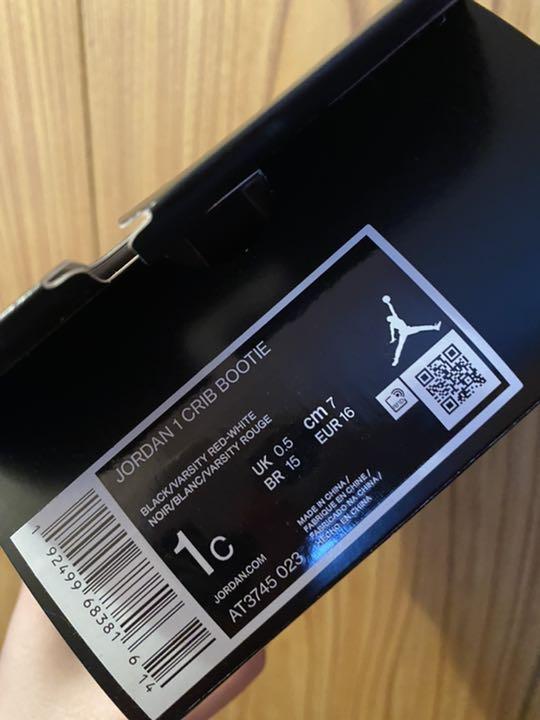 JORDAN 1 CRIB BOOTIE
BLACK/VARSITY RED-WHITE
NOIR/BLANC/VARSITY ROUGE
UK 0.5 cm 7
BR 15 EUR 16
1C
MADE IN CHINA/
FABRIQUE EN CHINE/
FABRICADO NA CHINA/
HECHO EN CHINA
JORDAN.COM
AT3745 023
1 92499 68381 6 14